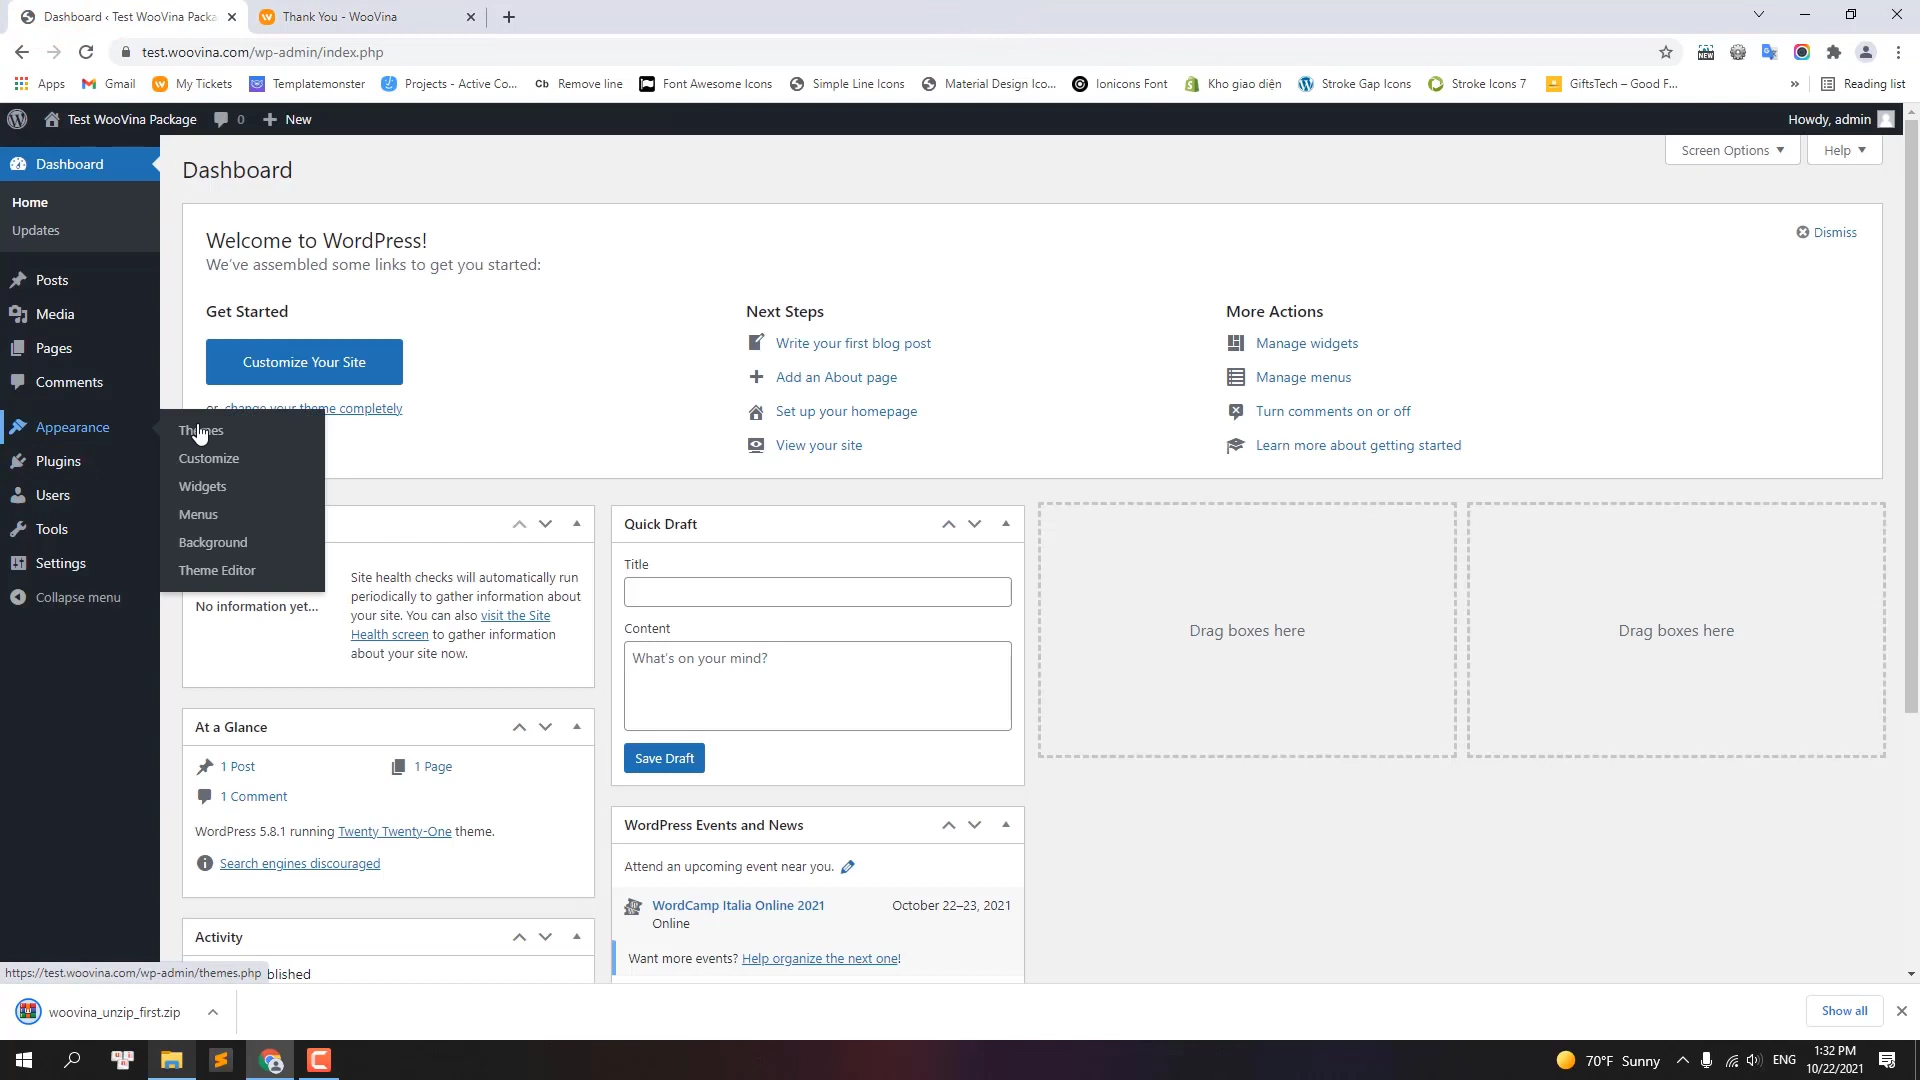 Dashboard ‹ Test WooVina Packa
Thank You - WooVina
test.woovina.com/wp-admin/index.php
Apps
Gmail
My Tickets
Templatemonster
Projects - Active Co...
Cb Remove line
Font Awesome Icons
Simple Line Icons
Material Design Ico...
Ionicons Font
Kho giao diện
Stroke Gap Icons
Stroke Icons 7
GiftsTech – Good F...
»
Reading list
Test WooVina Package
0
New
Howdy, admin
Dashboard
Home
Updates
Posts
Media
Pages
Comments
Appearance
Plugins
Users
Tools
Settings
Collapse menu
Themes
Customize
Widgets
Menus
Background
Theme Editor
Dashboard
Screen Options
Help
Welcome to WordPress!
We've assembled some links to get you started:
Dismiss
Get Started
Customize Your Site
or, change your theme completely
Next Steps
Write your first blog post
Add an About page
Set up your homepage
View your site
More Actions
Manage widgets
Manage menus
Turn comments on or off
Learn more about getting started
No information yet...
Site health checks will automatically run
periodically to gather information about
your site. You can also visit the Site
Health screen to gather information
about your site now.
At a Glance
1 Post
1 Page
1 Comment
WordPress 5.8.1 running Twenty Twenty-One theme.
Search engines discouraged
Activity
blished
Quick Draft
Title
Content
What's on your mind?
Save Draft
WordPress Events and News
Attend an upcoming event near you.
WordCamp Italia Online 2021
October 22–23, 2021
Online
Want more events? Help organize the next one!
Drag boxes here
Drag boxes here
https://test.woovina.com/wp-admin/themes.php
woovina_unzip_first.zip
Show all
70°F Sunny
ENG
1:32 PM
10/22/2021